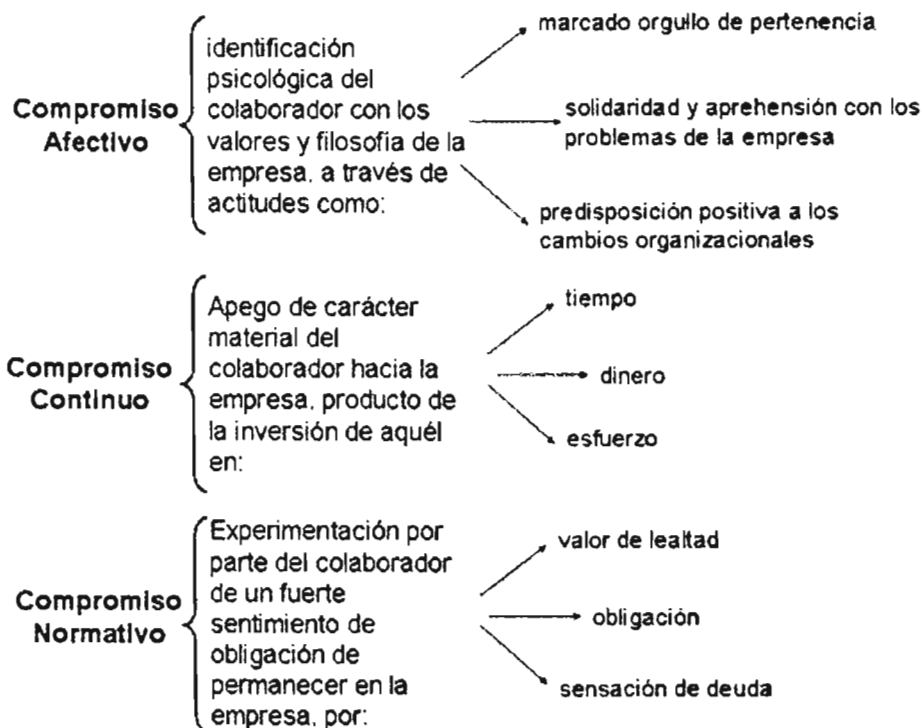 Compromiso
Afectivo
identificación
psicológica del
colaborador con los
valores y filosofía de la
empresa, a través de
actitudes como:
marcado orgullo de pertenencia
solidaridad y aprehensión con los
problemas de la empresa
predisposición positiva a los
cambios organizacionales
Compromiso
Continuo
Apego de carácter
material del
colaborador hacia la
empresa, producto de
la inversión de aquél
en:
tiempo
dinero
esfuerzo
Compromiso
Normativo
Experimentación por
parte del colaborador
de un fuerte
sentimiento de
obligación de
permanecer en la
empresa, por:
valor de lealtad
obligación
sensación de deuda